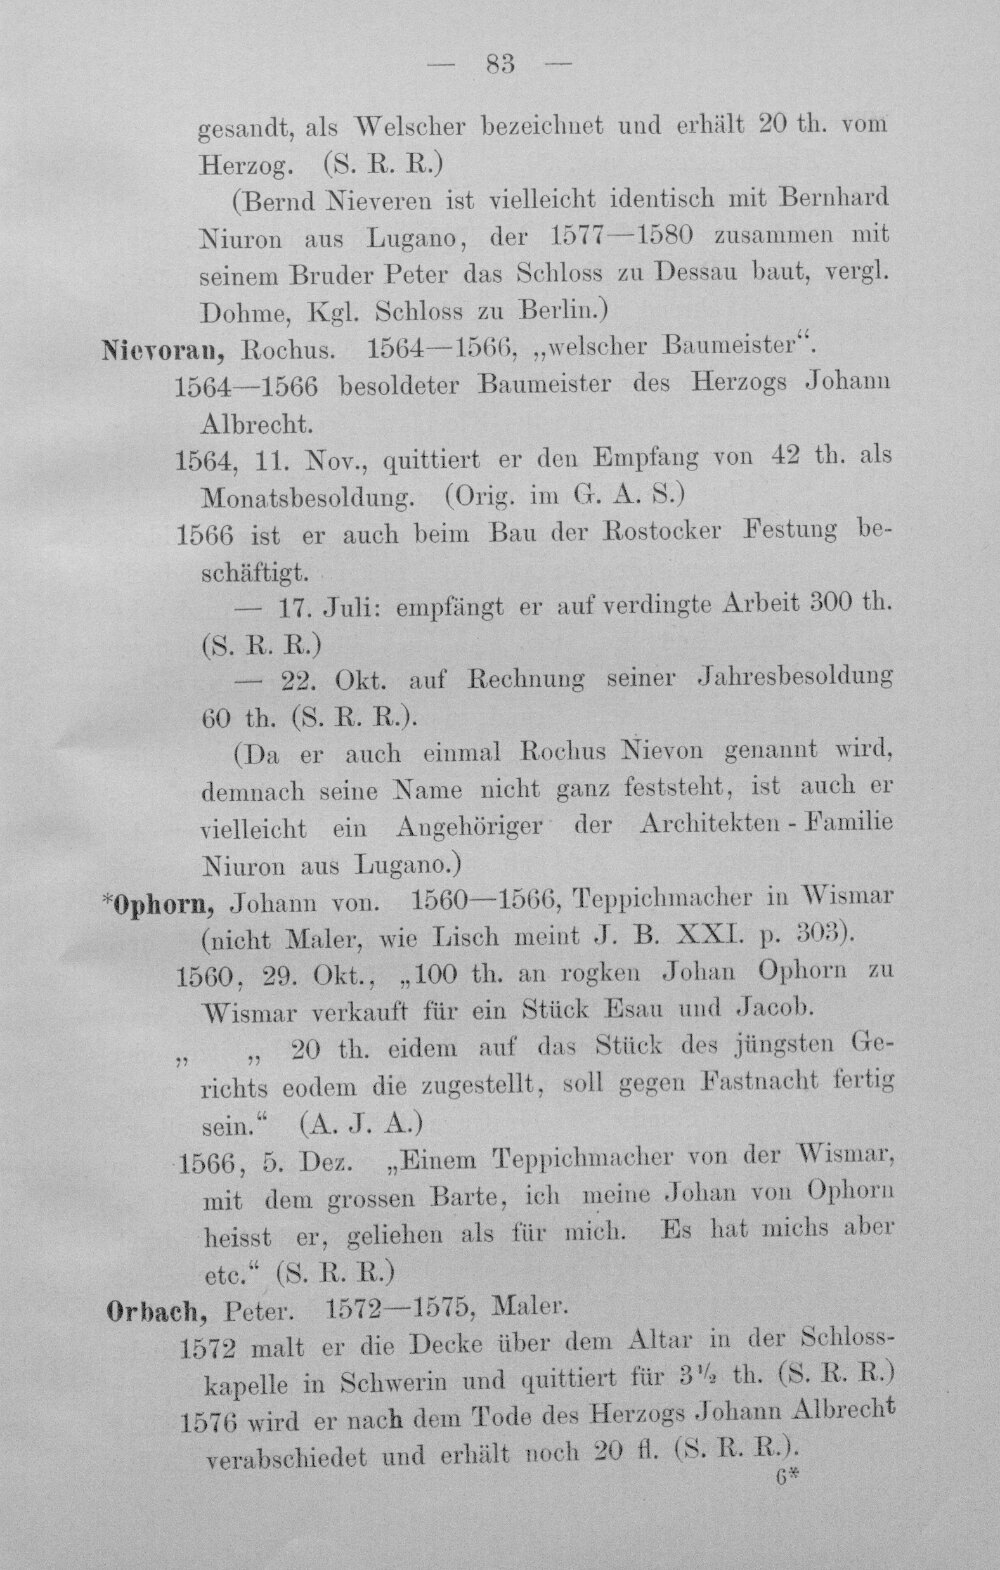 — 83 —
gesandt, als Welscher bezeichnet und erhält 20 th. vom
Herzog. (S. R. R.)
(Bernd Nieveren ist vielleicht identisch mit Bernhard
Niuron aus Lugano, der 1577—1580 zusammen mit
seinem Bruder Peter das Schloss zu Dessau baut, vergl.
Dohme, Kgl. Schloss zu Berlin.)
Nievoran, Rochus. 1564—1566, „welscher Baumeister“.
1564—1566 besoldeter Baumeister des Herzogs Johann
Albrecht.
1564, 11. Nov., quittiert er den Empfang von 42 th. als
Monatsbesoldung. (Orig. im G. A. S.)
1566 ist er auch beim Bau der Rostocker Festung be-
schäftigt.
— 17. Juli: empfängt er auf verdingte Arbeit 300 th.
(S. R. R.)
— 22. Okt. auf Rechnung seiner Jahresbesoldung
60 th. (S. R. R.).
(Da er auch einmal Rochus Nievon genannt wird,
demnach seine Name nicht ganz feststeht, ist auch er
vielleicht ein Angehöriger der Architekten-Familie
Niuron aus Lugano.)
*Ophorn, Johann von. 1560—1566, Teppichmacher in Wismar
(nicht Maler, wie Lisch meint J. B. XXI. p. 303).
1560, 29. Okt., „100 th. an rogken Johan Ophorn zu
Wismar verkauft für ein Stück Esau und Jacob.
„ „ 20 th. eidem auf das Stück des jüngsten Ge-
richts eodem die zugestellt, soll gegen Fastnacht fertig
sein.“ (A. J. A.)
1566, 5. Dez. „Einem Teppichmacher von der Wismar,
mit dem grossen Barte, ich meine Johan von Ophorn
heisst er, geliehen als für mich. Es hat michs aber
etc.“ (S. R. R.)
Orbach, Peter. 1572—1575, Maler.
1572 malt er die Decke über dem Altar in der Schloss-
kapelle in Schwerin und quittiert für 3½ th. (S. R. R.)
1576 wird er nach dem Tode des Herzogs Johann Albrecht
verabschiedet und erhält noch 20 fl. (S. R. R.).
6*